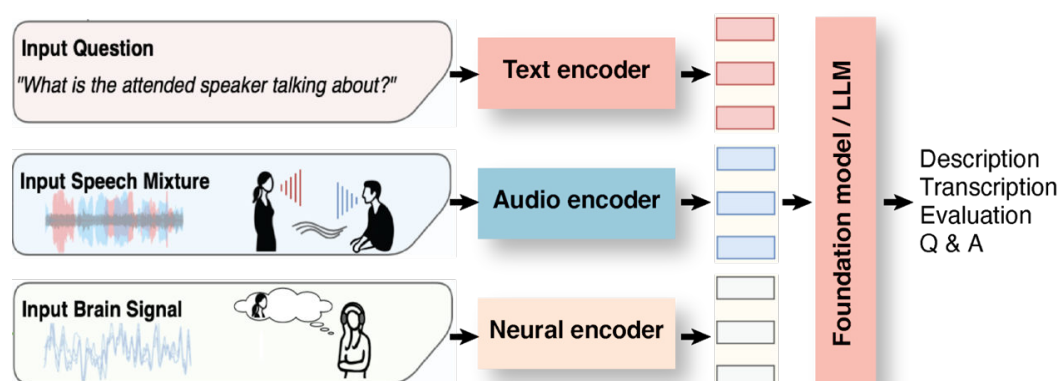 Input Question
"What is the attended speaker talking about?"
Text encoder
Input Speech Mixture
Audio encoder
Input Brain Signal
Neural encoder
Foundation model / LLM
Description
Transcription
Evaluation
Q & A